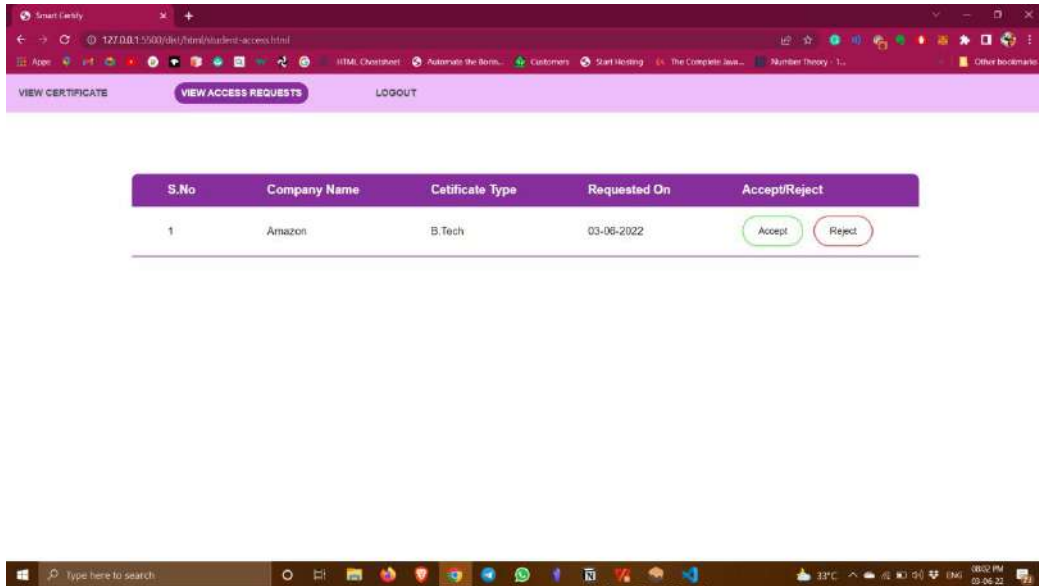 Smart Certify
127.0.0.1:5500/dist/html/student-access.html
Apps HTML Cheatsheet Automate the Borin... Customers Start Hosting The Complete Java... Number Theory - 1... Other bookmarks
VIEW CERTIFICATE VIEW ACCESS REQUESTS LOGOUT
S.No Company Name Cetificate Type Requested On Accept/Reject
1 Amazon B.Tech 03-06-2022 Accept Reject
Type here to search 33°C ENG 08:02 PM
03-06-22